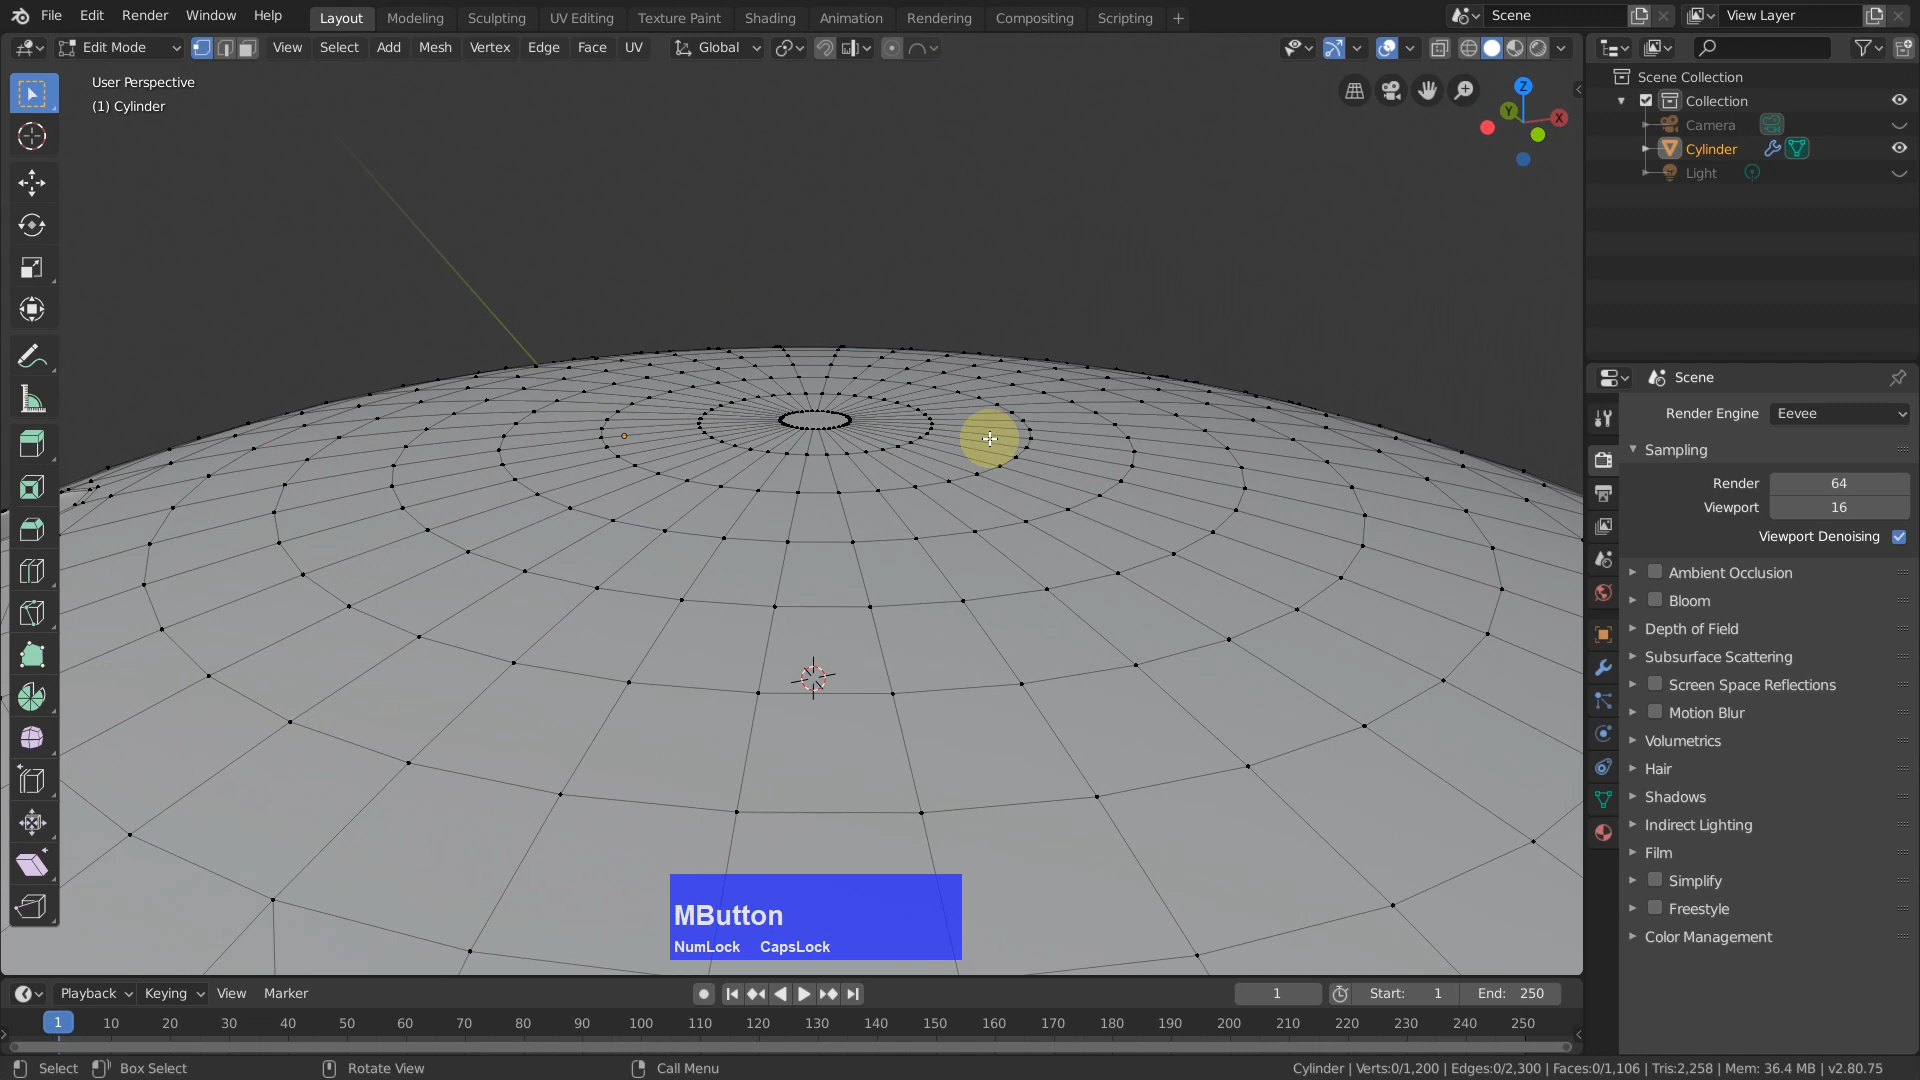 File Edit Render Window Help Layout Modeling Sculpting UV Editing Texture Paint Shading Animation Rendering Compositing Scripting + Scene View Layer
Edit Mode View Select Add Mesh Vertex Edge Face UV Global
User Perspective
(1) Cylinder
Z
Y
X
Scene Collection
Collection
Camera
Cylinder
Light
Scene
Render Engine Eevee
Sampling
Render 64
Viewport 16
Viewport Denoising
Ambient Occlusion
Bloom
Depth of Field
Subsurface Scattering
Screen Space Reflections
Motion Blur
Volumetrics
Hair
Shadows
Indirect Lighting
Film
Simplify
Freestyle
Color Management
MButton
NumLock CapsLock
Playback Keying View Marker 1 Start: 1 End: 250
1 10 20 30 40 50 60 70 80 90 100 110 120 130 140 150 160 170 180 190 200 210 220 230 240 250
Select Box Select Rotate View Call Menu Cylinder | Verts:0/1,200 | Edges:0/2,300 | Faces:0/1,106 | Tris:2,258 | Mem: 36.4 MB | v2.80.75